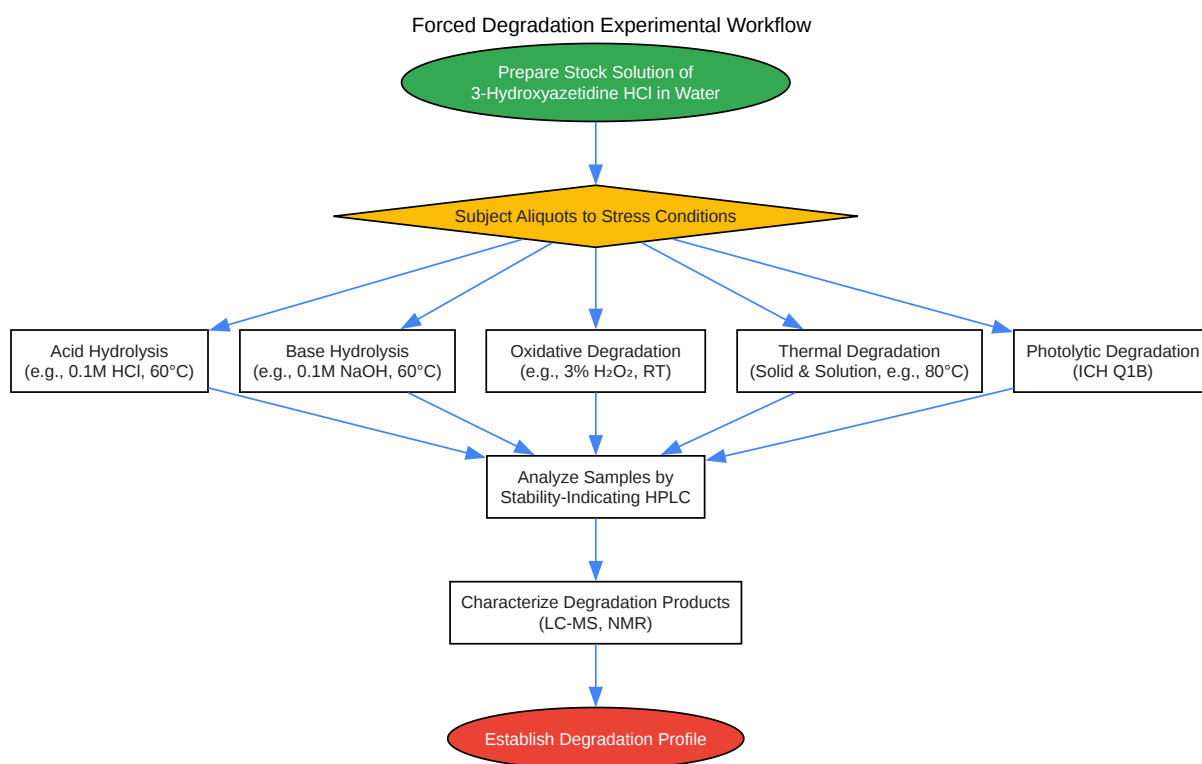 Forced Degradation Experimental Workflow
Prepare Stock Solution of
3-Hydroxyazetidine HCl in Water
Subject Aliquots to Stress Conditions
Acid Hydrolysis
(e.g., 0.1M HCl, 60°C)
Base Hydrolysis
(e.g., 0.1M NaOH, 60°C)
Oxidative Degradation
(e.g., 3% H₂O₂, RT)
Thermal Degradation
(Solid & Solution, e.g., 80°C)
Photolytic Degradation
(ICH Q1B)
Analyze Samples by
Stability-Indicating HPLC
Characterize Degradation Products
(LC-MS, NMR)
Establish Degradation Profile